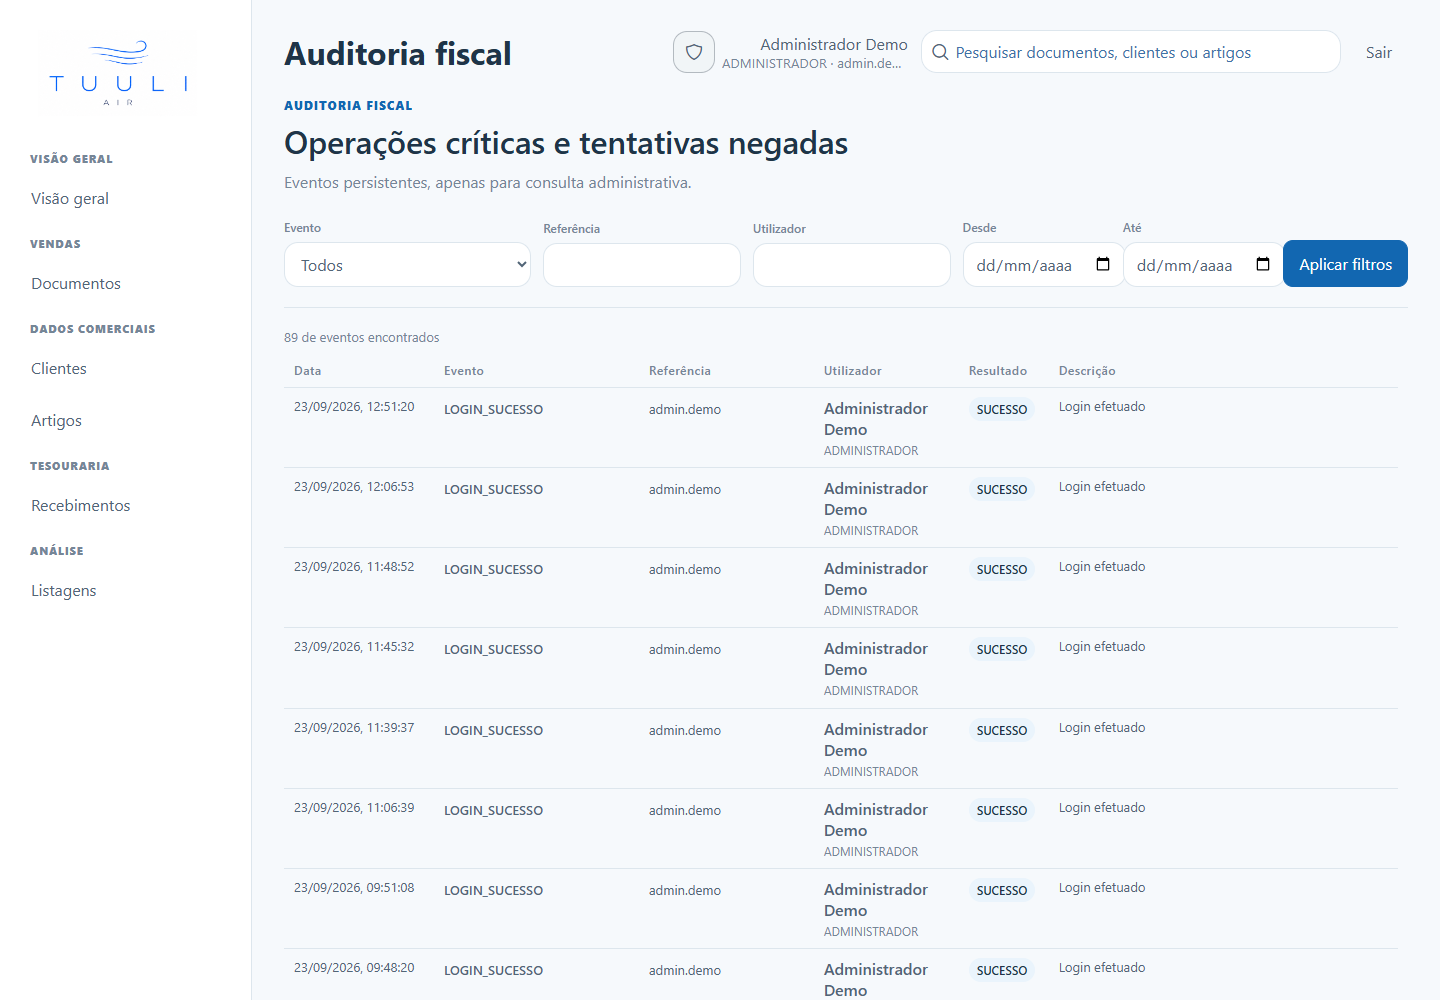 TUULI
AIR
VISÃO GERAL
Visão geral
VENDAS
Documentos
DADOS COMERCIAIS
Clientes
Artigos
TESOURARIA
Recebimentos
ANÁLISE
Listagens
Auditoria fiscal
Administrador Demo
ADMINISTRADOR · admin.de...
Pesquisar documentos, clientes ou artigos
Sair
AUDITORIA FISCAL
Operações críticas e tentativas negadas
Eventos persistentes, apenas para consulta administrativa.
Evento Referência Utilizador Desde Até
Todos dd/mm/aaaa dd/mm/aaaa Aplicar filtros
89 de eventos encontrados
Data Evento Referência Utilizador Resultado Descrição
23/09/2026, 12:51:20 LOGIN_SUCESSO admin.demo Administrador Demo SUCESSO Login efetuado
ADMINISTRADOR
23/09/2026, 12:06:53 LOGIN_SUCESSO admin.demo Administrador Demo SUCESSO Login efetuado
ADMINISTRADOR
23/09/2026, 11:48:52 LOGIN_SUCESSO admin.demo Administrador Demo SUCESSO Login efetuado
ADMINISTRADOR
23/09/2026, 11:45:32 LOGIN_SUCESSO admin.demo Administrador Demo SUCESSO Login efetuado
ADMINISTRADOR
23/09/2026, 11:39:37 LOGIN_SUCESSO admin.demo Administrador Demo SUCESSO Login efetuado
ADMINISTRADOR
23/09/2026, 11:06:39 LOGIN_SUCESSO admin.demo Administrador Demo SUCESSO Login efetuado
ADMINISTRADOR
23/09/2026, 09:51:08 LOGIN_SUCESSO admin.demo Administrador Demo SUCESSO Login efetuado
ADMINISTRADOR
23/09/2026, 09:48:20 LOGIN_SUCESSO admin.demo Administrador Demo SUCESSO Login efetuado